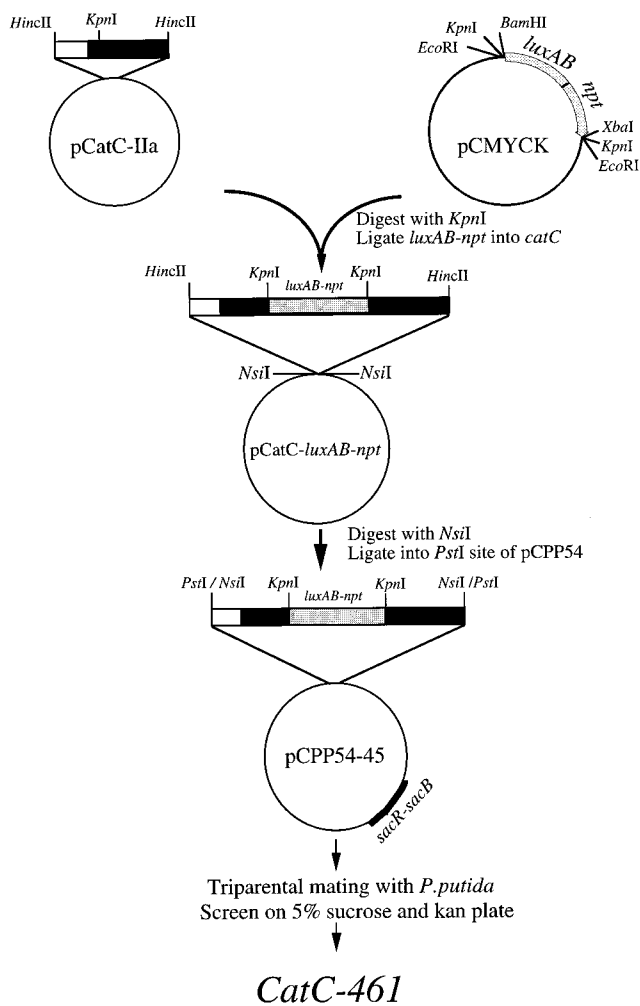 HincII KpnI HincII
pCatC-IIa
KpnI BamHI
EcoRI
luxAB
npt
pCMYCK
XbaI
KpnI
EcoRI
Digest with KpnI
Ligate luxAB-npt into catC
HincII KpnI luxAB-npt KpnI HincII
NsiI NsiI
pCatC-luxAB-npt
Digest with NsiI
Ligate into PstI site of pCPP54
PstI / NsiI KpnI luxAB-npt KpnI NsiI /PstI
pCPP54-45
sacR-sacB
Triparental mating with P.putida
Screen on 5% sucrose and kan plate
CatC-461